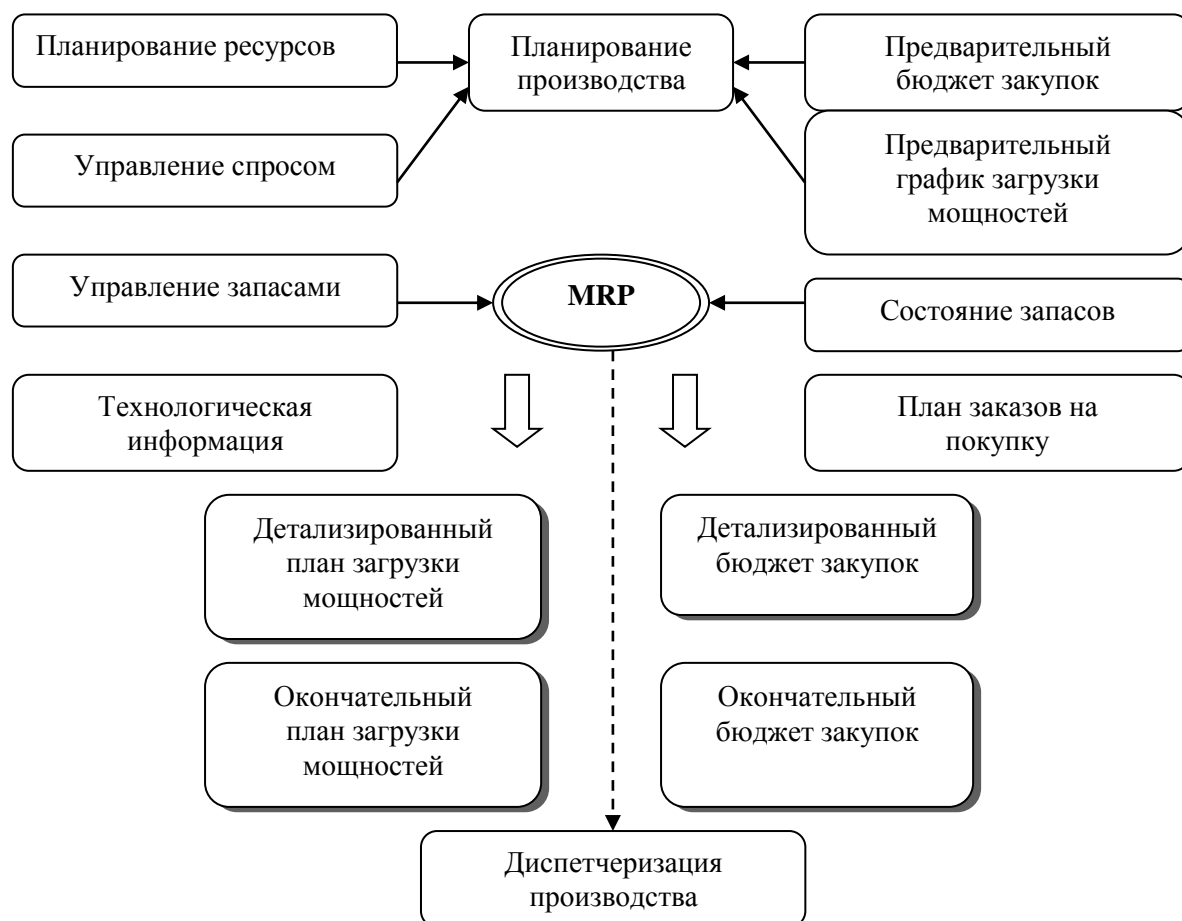 Планирование ресурсов
Планирование
производства
Предварительный
бюджет закупок
Управление спросом
Предварительный
график загрузки
мощностей
Управление запасами
MRP
Состояние запасов
Технологическая
информация
План заказов на
покупку
Детализированный
план загрузки
мощностей
Детализированный
бюджет закупок
Окончательный
план загрузки
мощностей
Окончательный
бюджет закупок
Диспетчеризация
производства